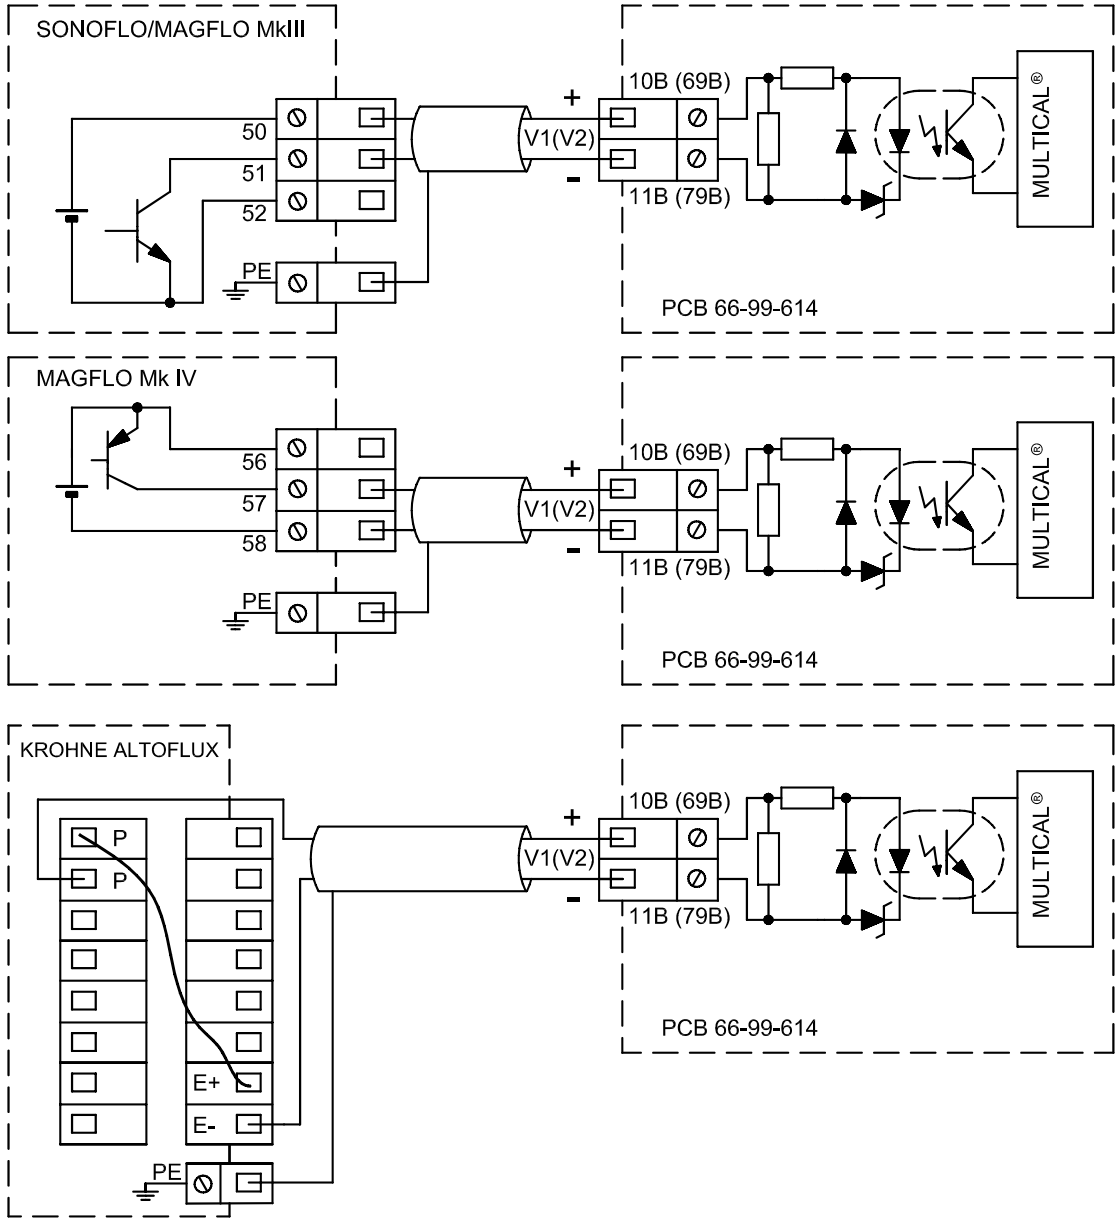 SONOFLO/MAGFLO MkIII
50
51
52
PE
+
V1(V2)
-
10B (69B)
11B (79B)
MULTICAL®
PCB 66-99-614
MAGFLO Mk IV
56
57
58
PE
+
V1(V2)
-
10B (69B)
11B (79B)
MULTICAL®
PCB 66-99-614
KROHNE ALTOFLUX
P
P
E+
E-
PE
+
V1(V2)
-
10B (69B)
11B (79B)
MULTICAL®
PCB 66-99-614